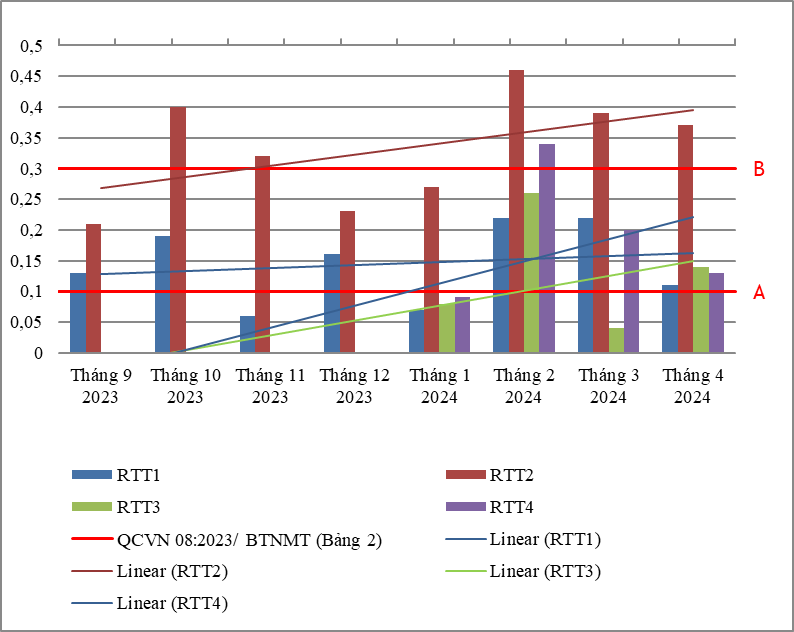 0,5
0,45
0,4
0,35
0,3
B
0,25
0,2
0,15
0,1
A
0,05
0
Tháng 9 Tháng 10 Tháng 11 Tháng 12 Tháng 1 Tháng 2 Tháng 3 Tháng 4
2023 2023 2023 2023 2024 2024 2024 2024
RTT1 RTT2
RTT3 RTT4
QCVN 08:2023/ BTNMT (Bảng 2) Linear (RTT1)
Linear (RTT2) Linear (RTT3)
Linear (RTT4)